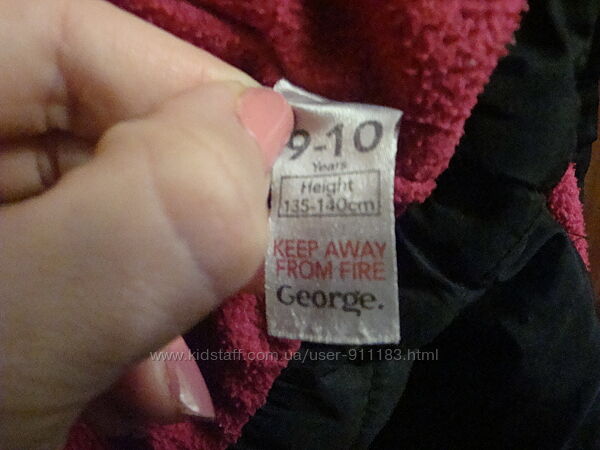 9-10
Years
Height
135-140cm
KEEP AWAY
FROM FIRE
George.
www.kidstaff.com.ua/user-911183.html